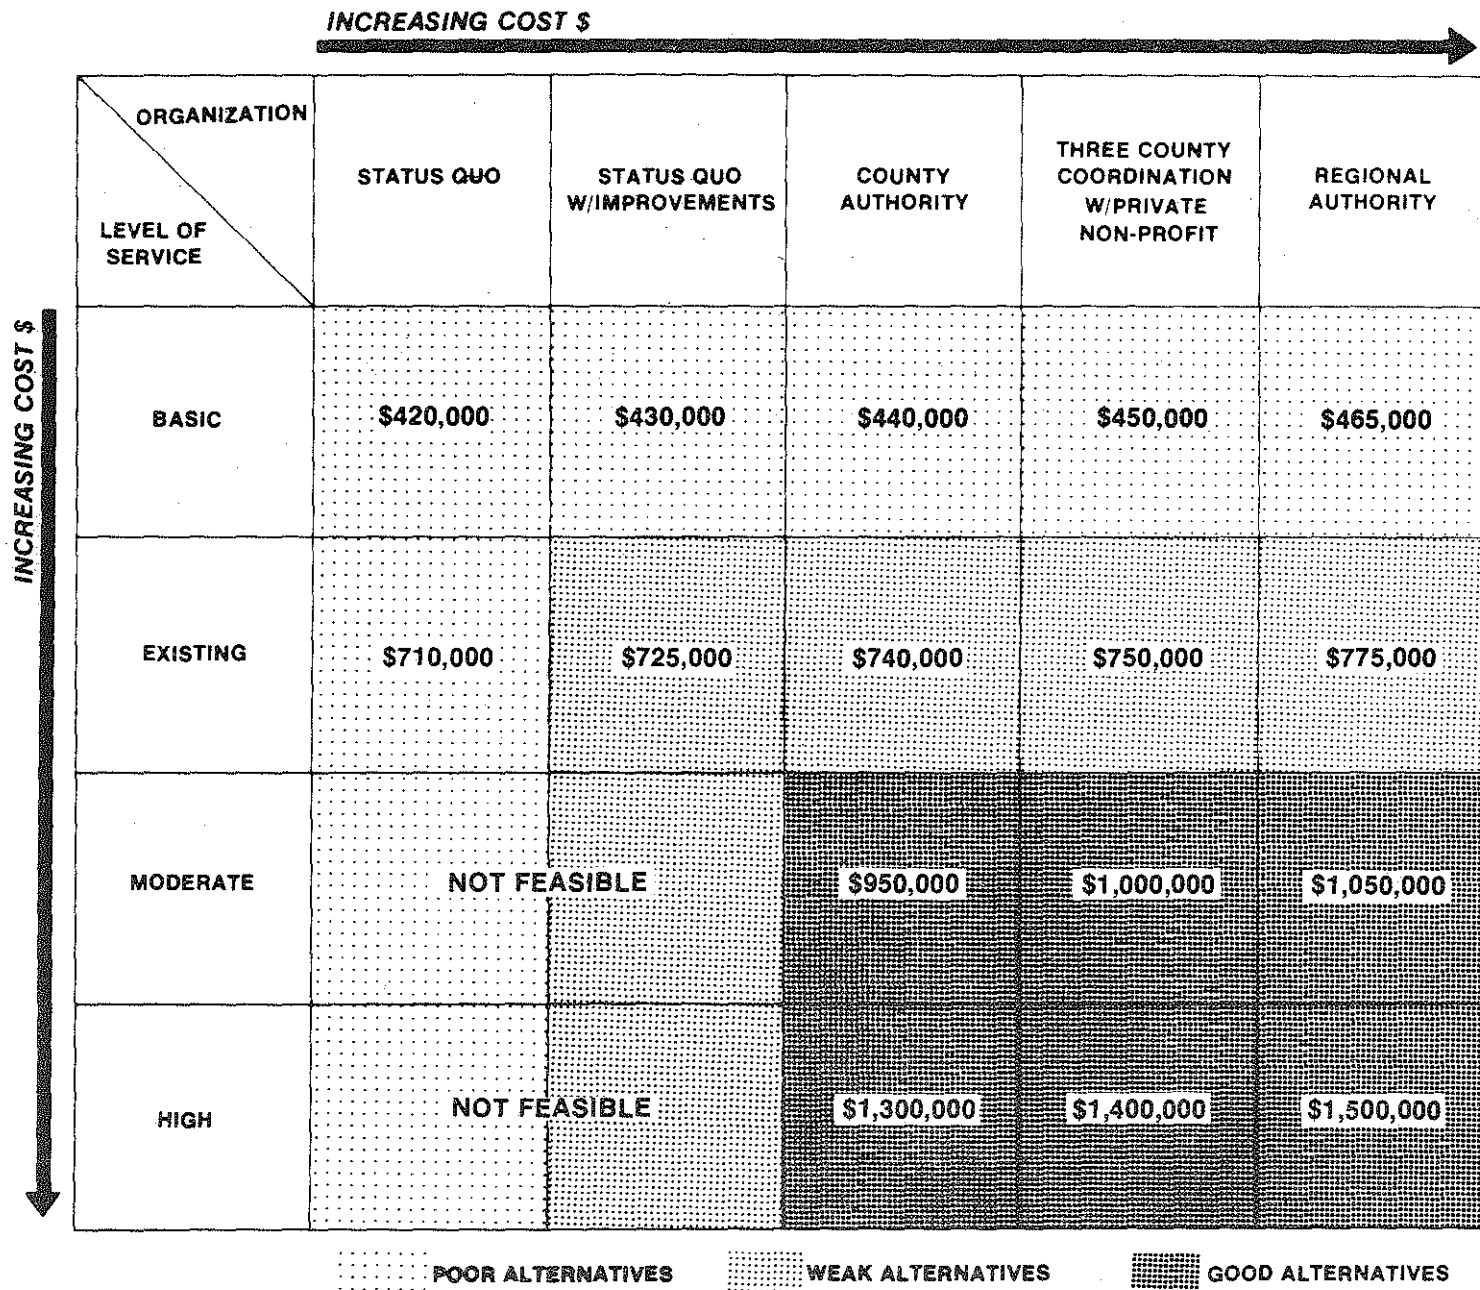 INCREASING COST $
ORGANIZATION
LEVEL OF
SERVICE
STATUS QUO
STATUS QUO
W/IMPROVEMENTS
COUNTY
AUTHORITY
THREE COUNTY
COORDINATION
W/PRIVATE
NON-PROFIT
REGIONAL
AUTHORITY
INCREASING COST $
BASIC
$420,000
$430,000
$440,000
$450,000
$465,000
EXISTING
$710,000
$725,000
$740,000
$750,000
$775,000
MODERATE
NOT FEASIBLE
$950,000
$1,000,000
$1,050,000
HIGH
NOT FEASIBLE
$1,300,000
$1,400,000
$1,500,000
POOR ALTERNATIVES
WEAK ALTERNATIVES
GOOD ALTERNATIVES